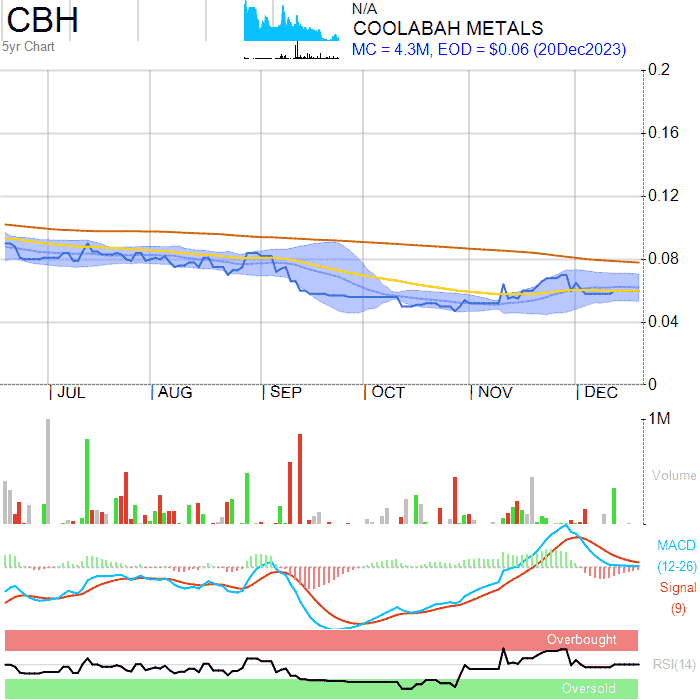 CBH
N/A
COOLABAH METALS
5yr Chart
MC = 4.3M, EOD = $0.06 (20Dec2023)
0.2
0.16
0.12
0.08
0.04
0
JUL AUG SEP OCT NOV DEC
1M
Volume
MACD
(12-26)
Signal
(9)
Overbought
RSI(14)
Oversold